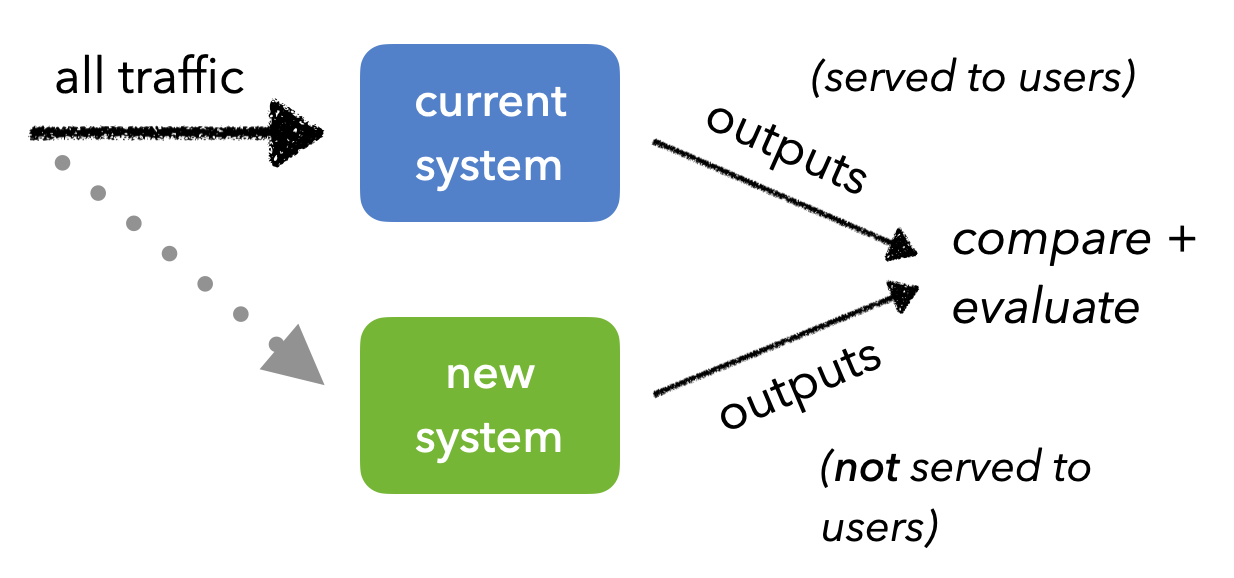 all traffic
current
system
(served to users)
outputs
compare +
evaluate
new
system
outputs
(not served to
users)